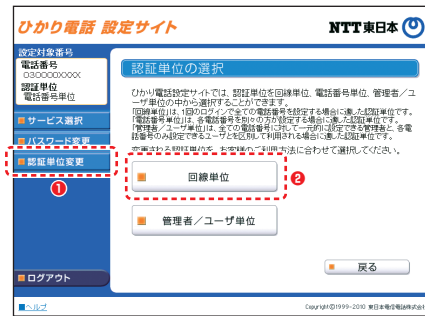 ひかり電話 設定サイト
NTT東日本
設定対象番号
電話番号
030000XXXX
認証単位
電話番号単位
サービス選択
パスワード変更
認証単位変更
❶
ログアウト
ヘルプ
認証単位の選択
ひかり電話設定サイトでは、認証単位を回線単位、電話番号単位、管理者／ユ
ーザ単位の中から選択することができます。
「回線単位」は、1回のログインで全ての電話番号を設定する場合に適した認証単位です。
「電話番号単位」は、各電話番号を別々の方が設定する場合に適した認証単位です。
「管理者／ユーザ単位」は、全ての電話番号に対して一元的に設定できる管理者と、各電
話番号のみ設定できるユーザとを区別して利用される場合に適した認証単位です。
変更される認証単位を、お客様のご利用方法に合わせて選択してください。
回線単位
❷
管理者／ユーザ単位
戻る
Copyright©1999-2010 東日本電信電話株式会社